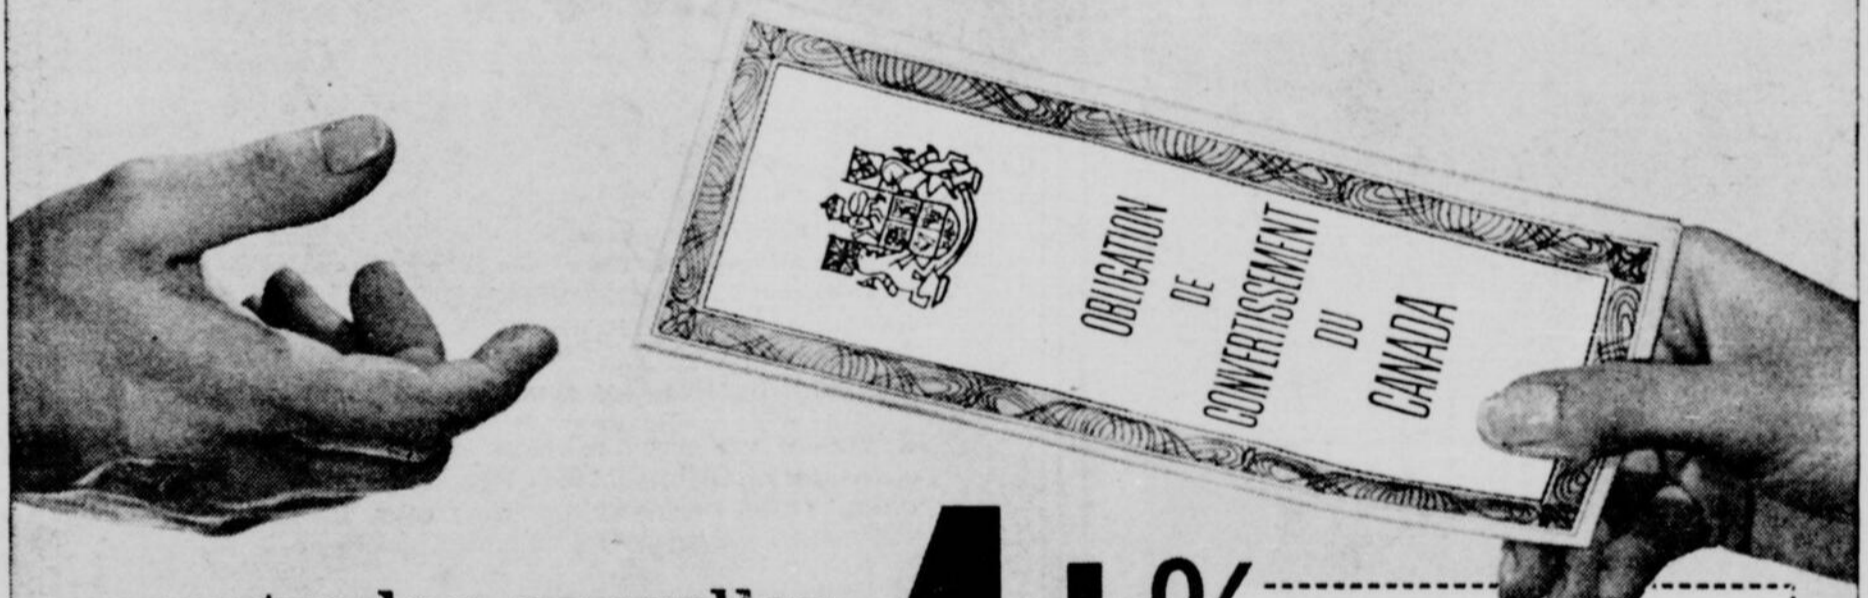 OBLIGATION
DE
CONVERTISSEMENT
DU
CANADA
%